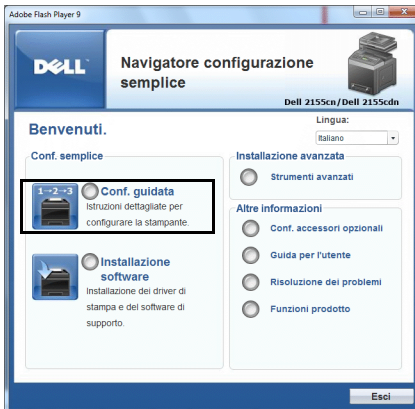 Adobe Flash Player 9
DELL
Navigatore configurazione
semplice
Dell 2155cn/Dell 2155cdn
Benvenuti.
Lingua:
Italiano
Conf. semplice
1→2→3
Conf. guidata
Istruzioni dettagliate per
configurare la stampante.
Installazione
software
Installazione dei driver di
stampa e del software di
supporto.
Installazione avanzata
Strumenti avanzati
Altre informazioni
Conf. accessori opzionali
Guida per l'utente
Risoluzione dei problemi
Funzioni prodotto
Esci